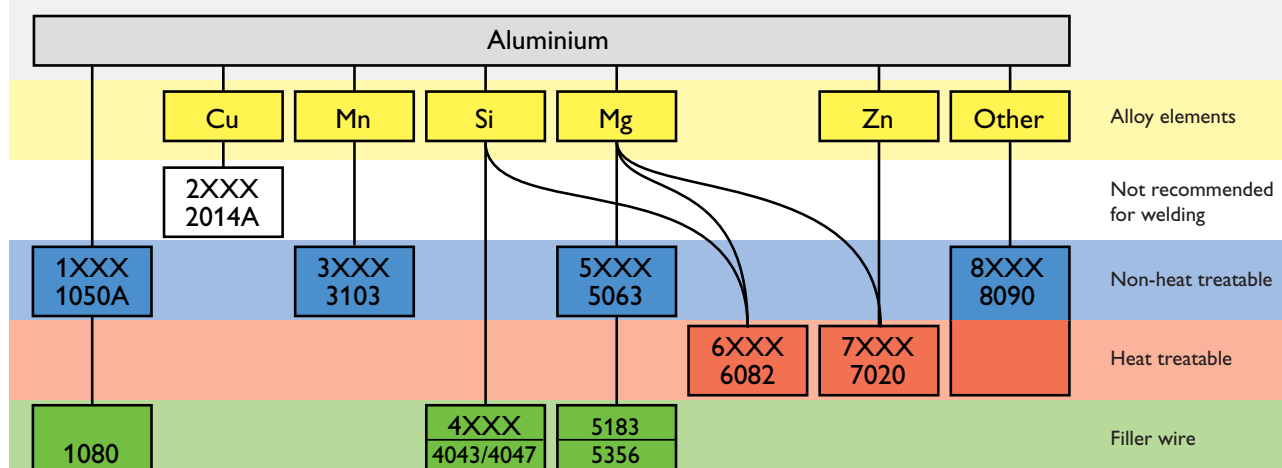 Aluminium
Cu Mn Si Mg Zn Other Alloy elements
2XXX
2014A
Not recommended
for welding
1XXX 3XXX 5XXX 8XXX
1050A 3103 5063 8090
Non-heat treatable
6XXX 7XXX
6082 7020
Heat treatable
4XXX 5183
1080 4043/4047 5356
Filler wire